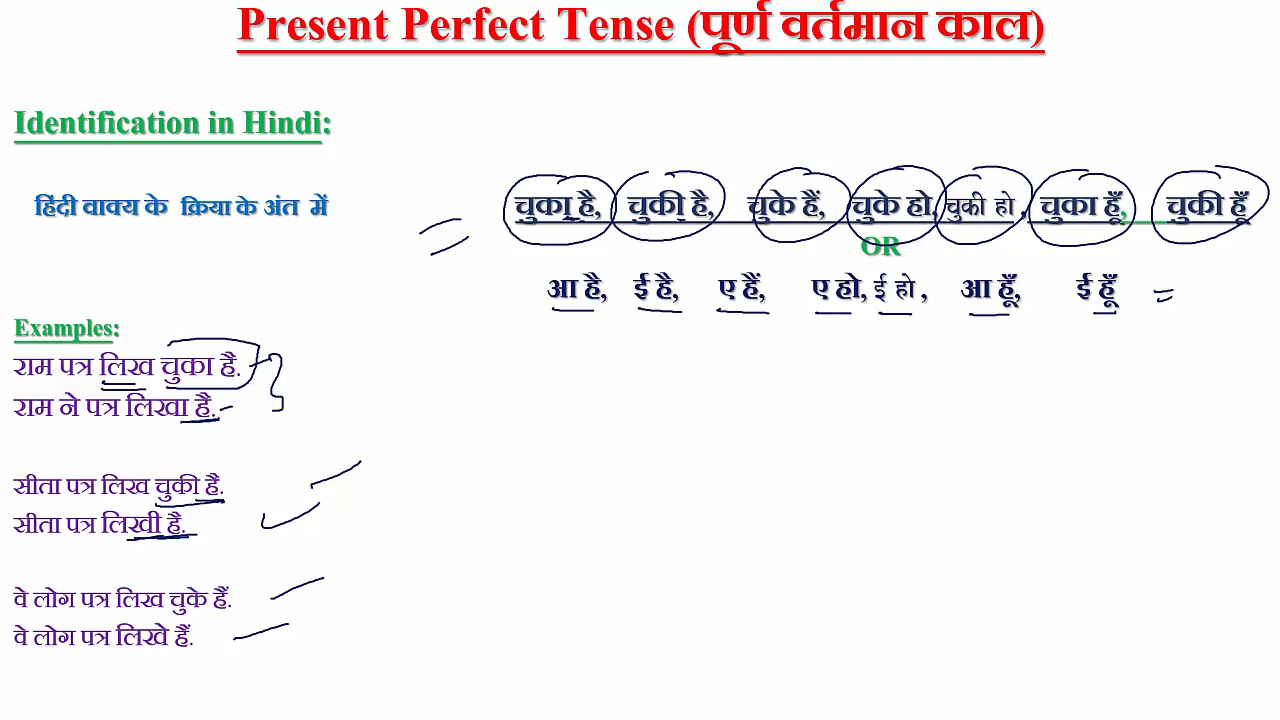 Present Perfect Tense (पूर्ण वर्तमान काल)
Identification in Hindi:
हिंदी वाक्य के क्रिया के अंत में
चुका है, चुकी है, चुके हैं, चुके हो, चुकी हो , चुका हूँ, चुकी हूँ
OR
आ है, ई है, ए हैं, ए हो, ई हो , आ हूँ, ई हूँ
Examples:
राम पत्र लिख चुका है.
राम ने पत्र लिखा है.
सीता पत्र लिख चुकी है.
सीता पत्र लिखी है.
वे लोग पत्र लिख चुके हैं.
वे लोग पत्र लिखे हैं.